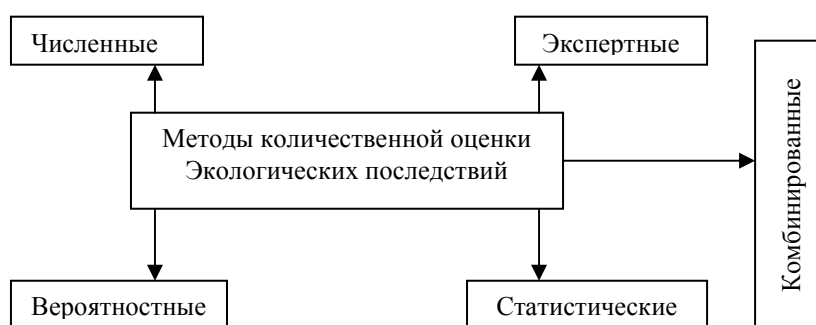 Численные
Экспертные
Методы количественной оценки
Экологических последствий
Комбинированные
Вероятностные
Статистические